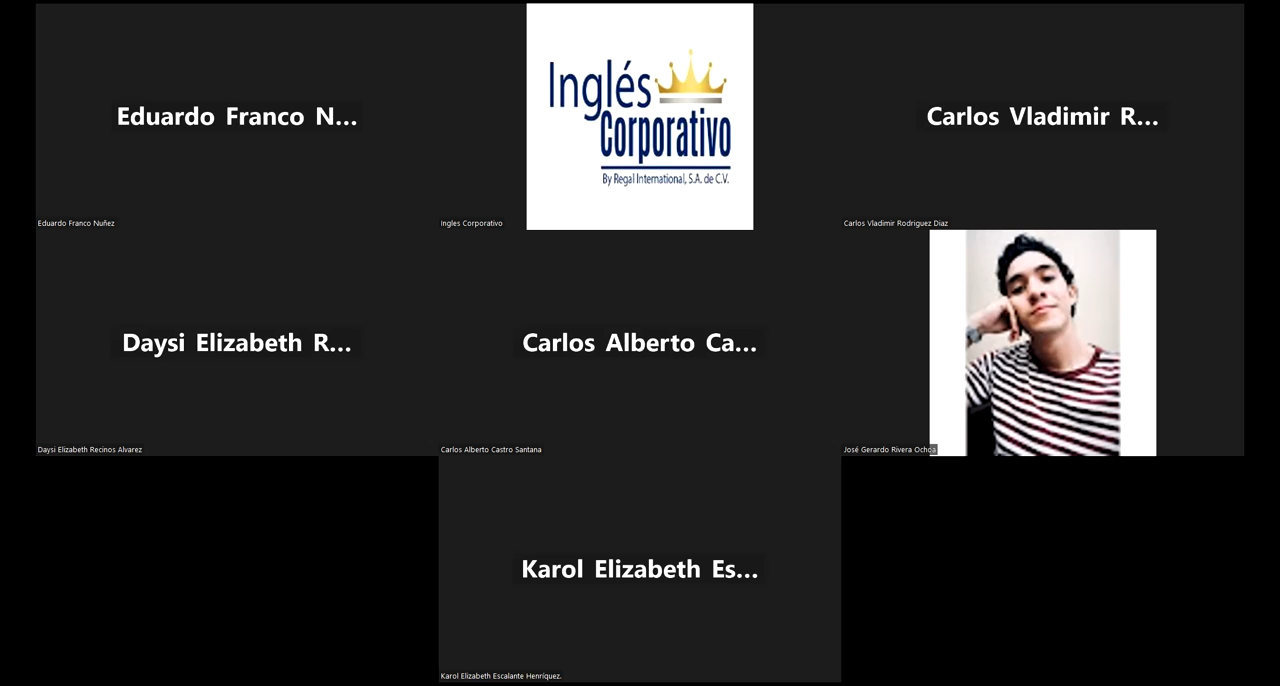 Eduardo Franco N...
Eduardo Franco Nuñez
Inglés
Corporativo
By Regal International, S.A. de C.V.
Ingles Corporativo
Carlos Vladimir R...
Carlos Vladimir Rodriguez Diaz
Daysi Elizabeth R...
Daysi Elizabeth Recinos Alvarez
Carlos Alberto Ca...
Carlos Alberto Castro Santana
José Gerardo Rivera Ochoa
Karol Elizabeth Es...
Karol Elizabeth Escalante Henríquez.